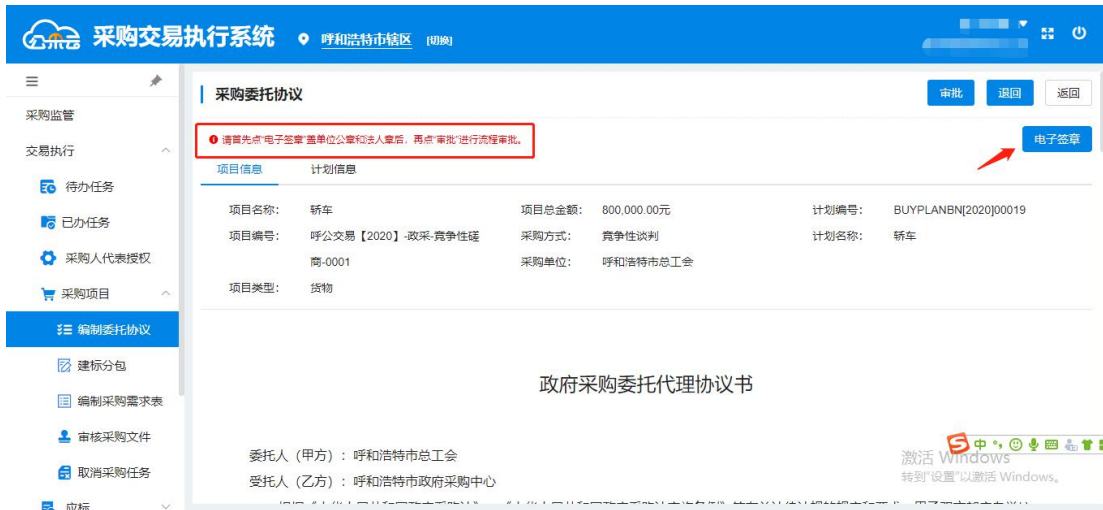 公采云 采购交易执行系统 呼和浩特市辖区 [切换]
采购委托协议 审批 退回 返回
采购监管
请首先点“电子签章”盖单位公章和法人章后，再点“审批”进行流程审批。 电子签章
交易执行
项目信息 计划信息
待办任务
项目名称： 轿车 项目总金额： 800,000.00元 计划编号： BUYPLANBN[2020]00019
已办任务
项目编号： 呼公交易【2020】-政采-竞争性磋 采购方式： 竞争性谈判 计划名称： 轿车
采购人代表授权
商-0001 采购单位： 呼和浩特市总工会
采购项目
项目类型： 货物
编制委托协议
建标分包
政府采购委托代理协议书
编制采购需求表
审核采购文件
中
委托人（甲方）：呼和浩特市总工会 激活 Windows
取消采购任务
受托人（乙方）：呼和浩特市政府采购中心 转到“设置”以激活 Windows。
应标